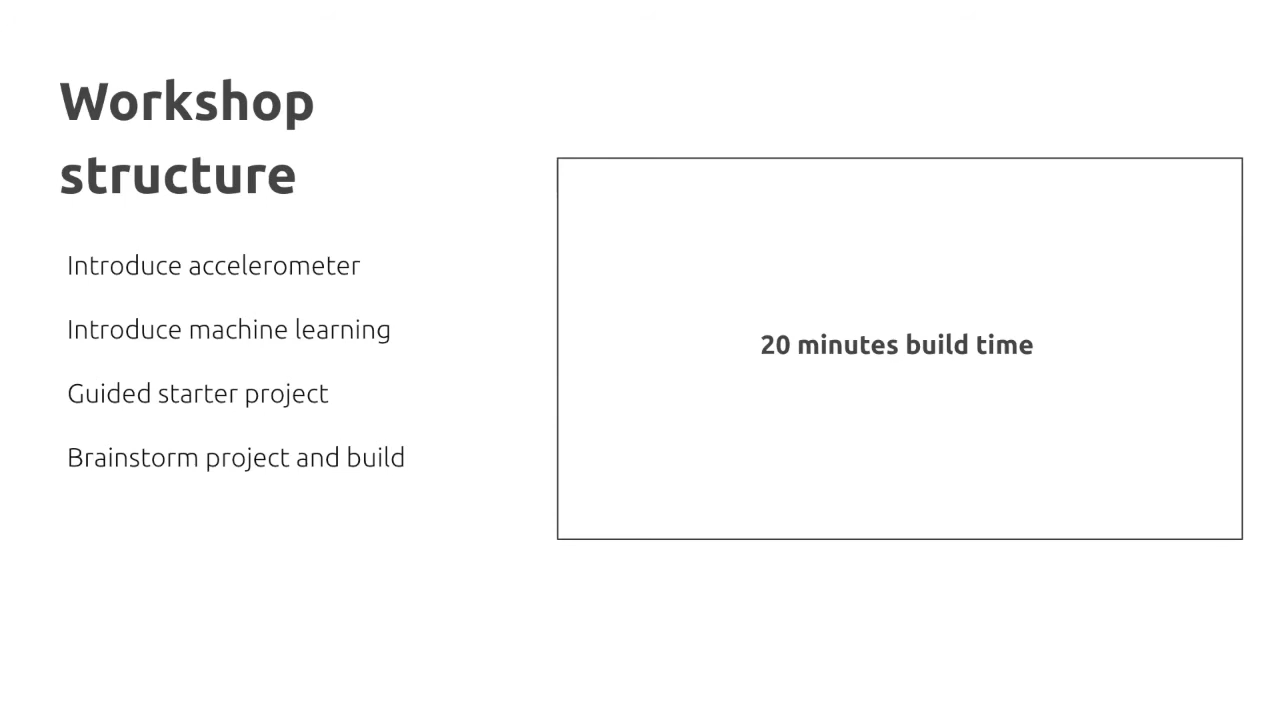 Workshop
structure
Introduce accelerometer
Introduce machine learning
Guided starter project
Brainstorm project and build
20 minutes build time